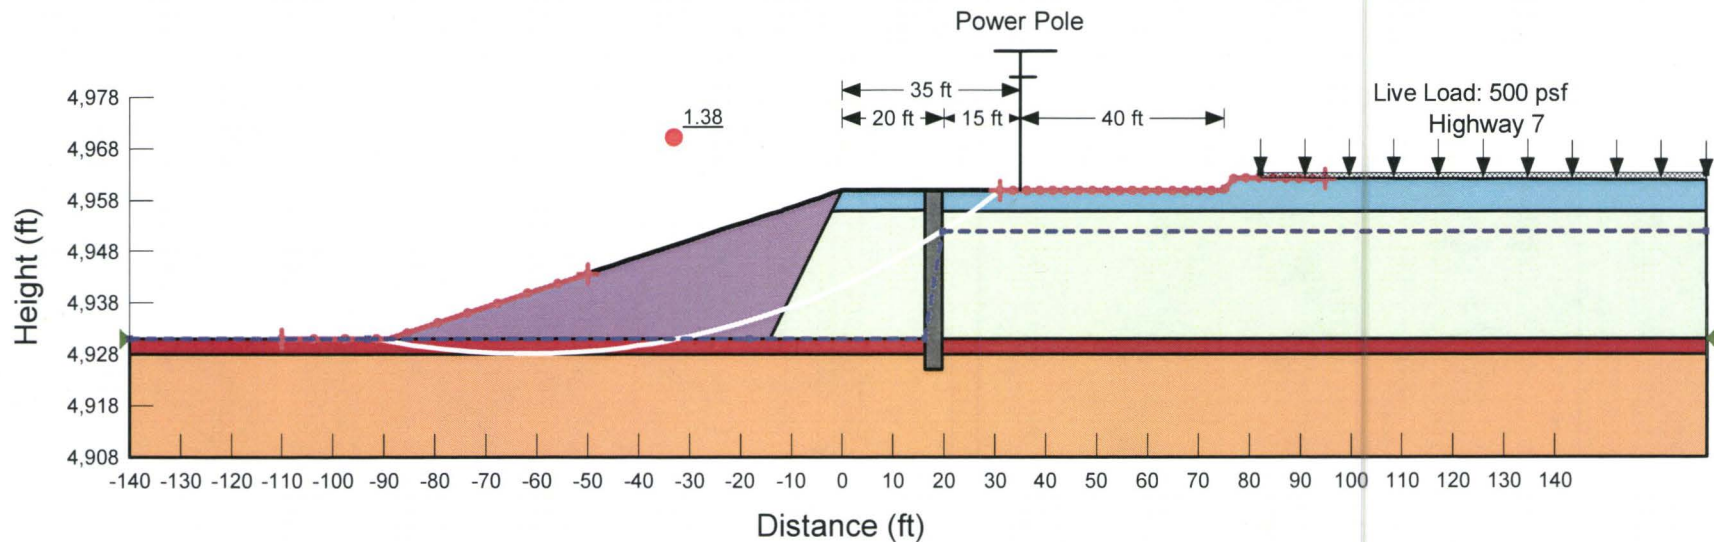 Power Pole
35 ft
20 ft 15 ft 40 ft
Live Load: 500 psf
Highway 7
1.38
Height (ft)
4,978
4,968
4,958
4,948
4,938
4,928
4,918
4,908
-140 -130 -120 -110 -100 -90 -80 -70 -60 -50 -40 -30 -20 -10 0 10 20 30 40 50 60 70 80 90 100 110 120 130 140
Distance (ft)